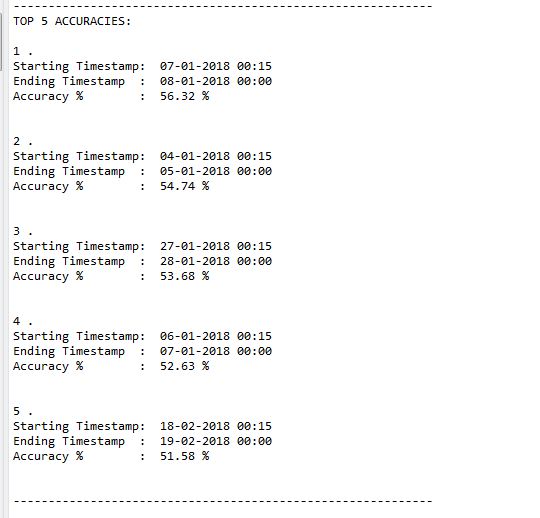 ------------------------------------------------------------
TOP 5 ACCURACIES:
1 .
Starting Timestamp:  07-01-2018 00:15
Ending Timestamp  :  08-01-2018 00:00
Accuracy %        :  56.32 %
2 .
Starting Timestamp:  04-01-2018 00:15
Ending Timestamp  :  05-01-2018 00:00
Accuracy %        :  54.74 %
3 .
Starting Timestamp:  27-01-2018 00:15
Ending Timestamp  :  28-01-2018 00:00
Accuracy %        :  53.68 %
4 .
Starting Timestamp:  06-01-2018 00:15
Ending Timestamp  :  07-01-2018 00:00
Accuracy %        :  52.63 %
5 .
Starting Timestamp:  18-02-2018 00:15
Ending Timestamp  :  19-02-2018 00:00
Accuracy %        :  51.58 %
------------------------------------------------------------